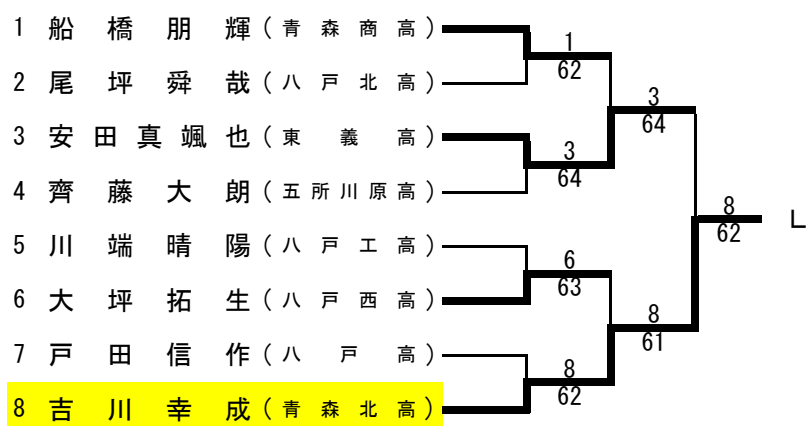 1 船橋朋輝(青森商高)
2 尾坪舜哉(八戸北高)
3 安田真颯也(東義高)
4 齊藤大朗(五所川原高)
5 川端晴陽(八戸工高)
6 大坪拓生(八戸西高)
7 戸田信作(八戸高)
8 吉川幸成(青森北高)
1
62
3
64
6
63
8
62
3
64
8
61
8
62
L